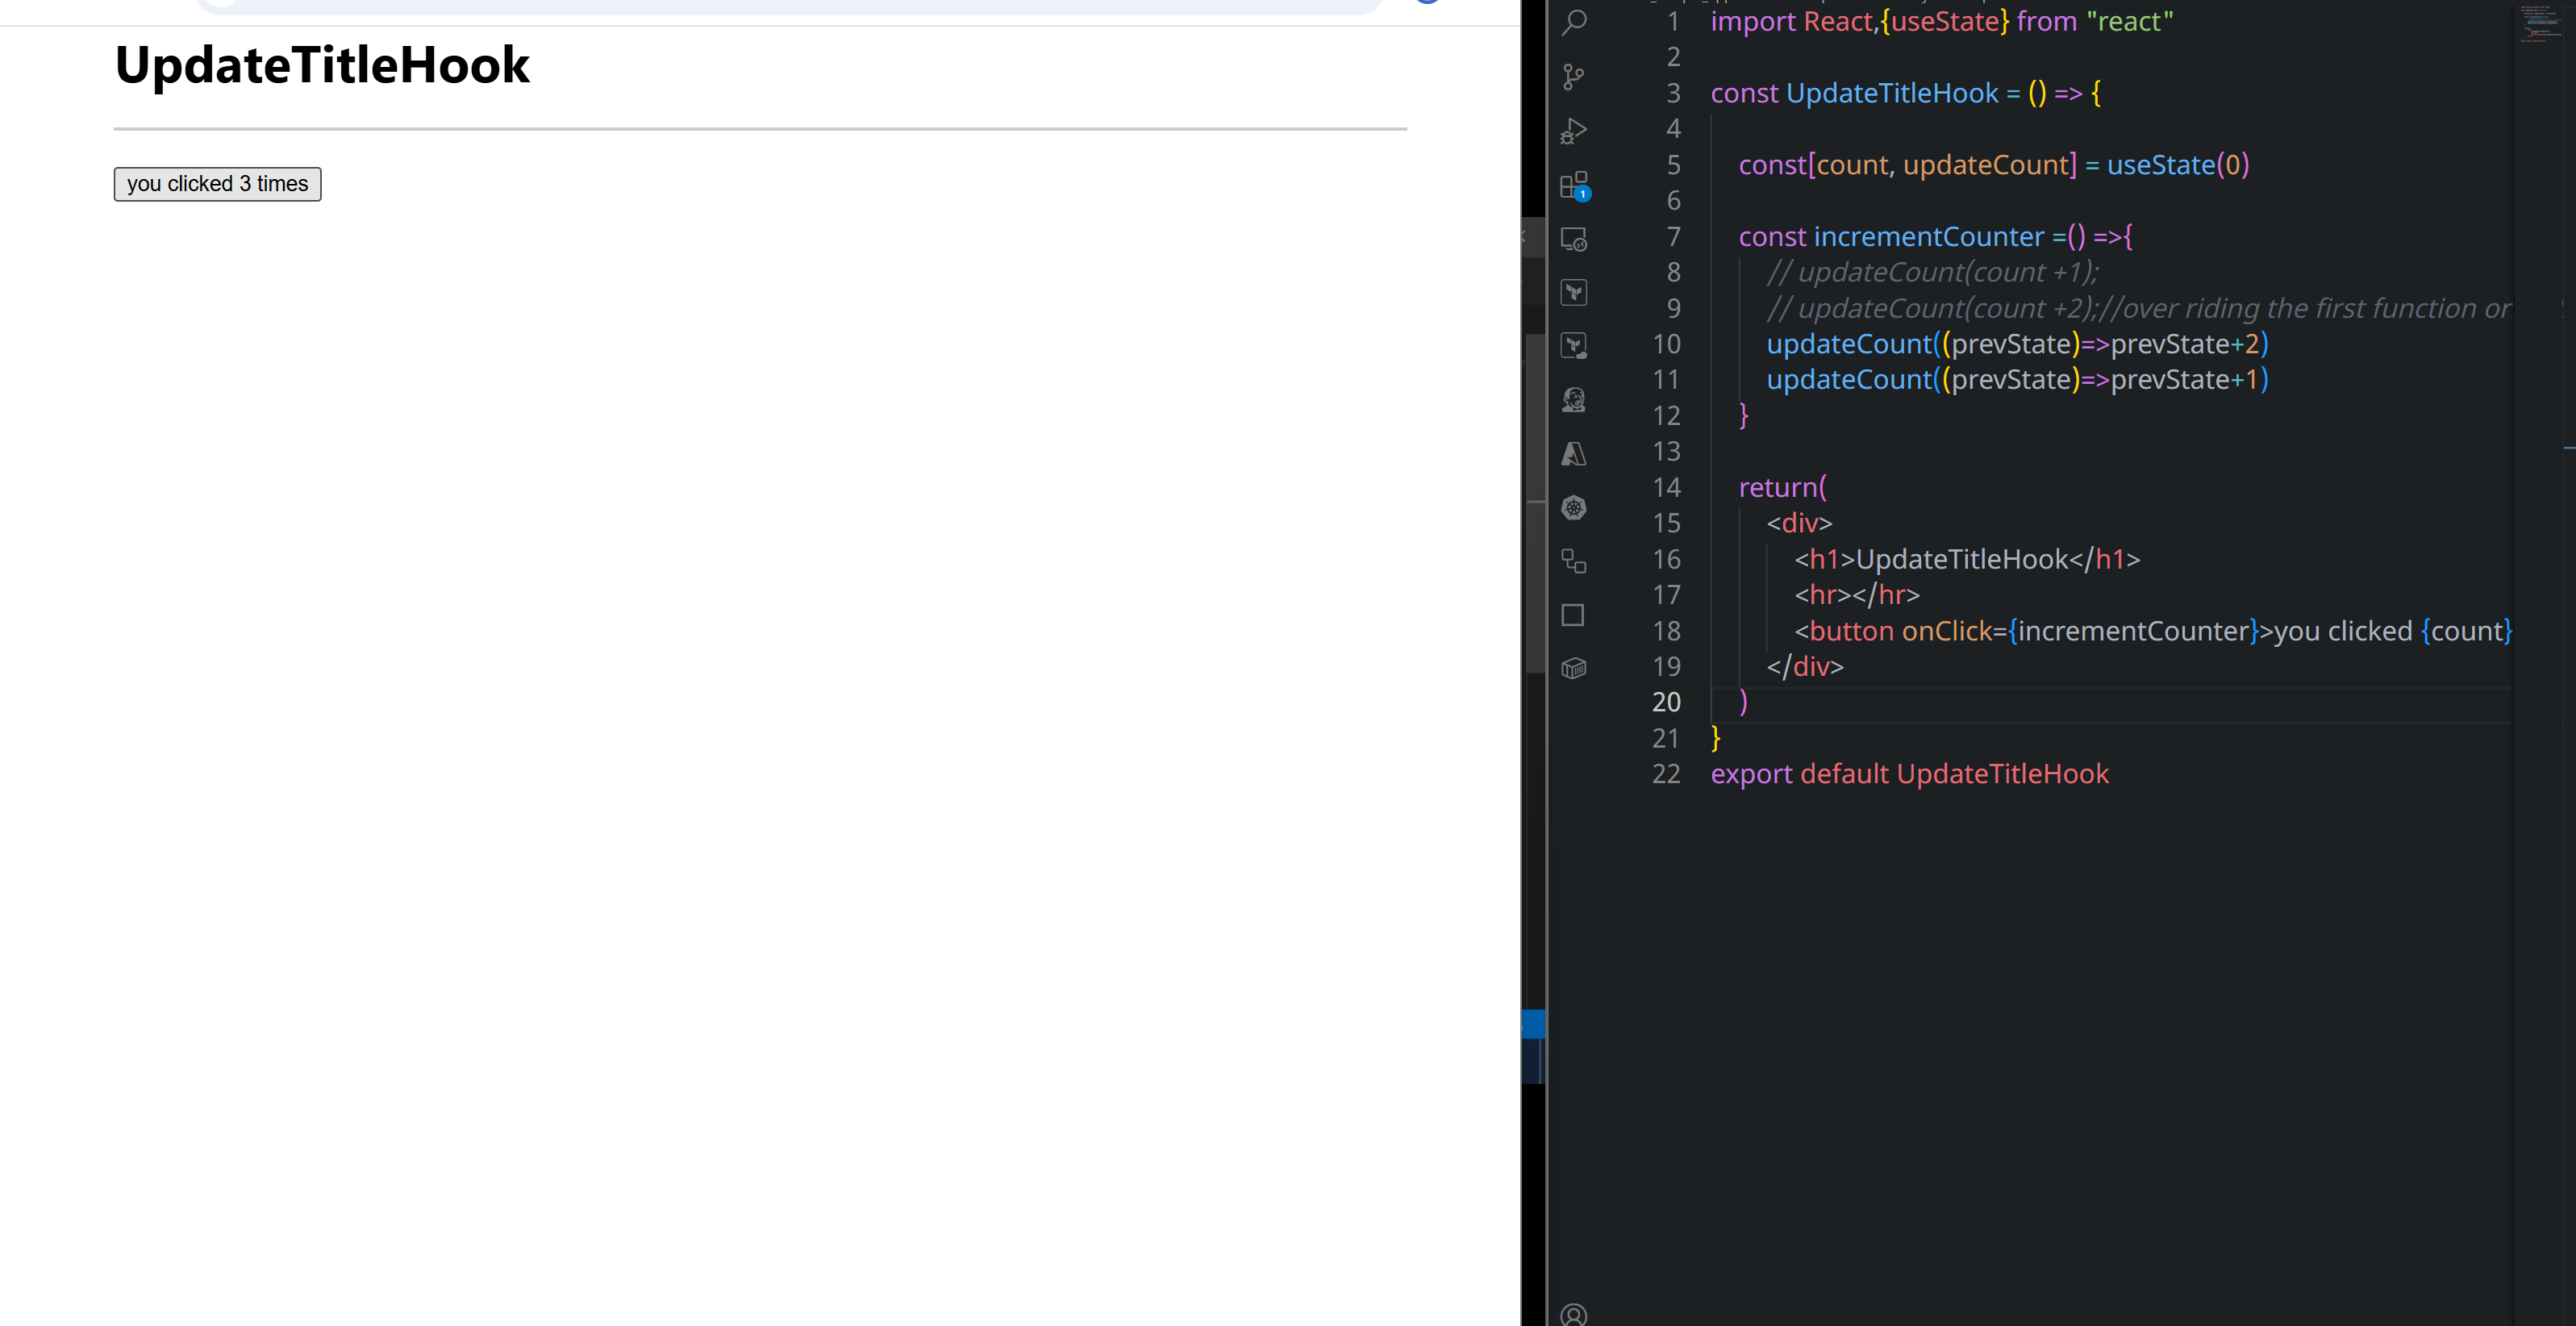 UpdateTitleHook
you clicked 3 times
1 import React,{useState} from "react"
2
3 const UpdateTitleHook = () => {
4
5 const[count, updateCount] = useState(0)
6
7 const incrementCounter =() =>{
8 // updateCount(count +1);
9 // updateCount(count +2);//over riding the first function or
10 updateCount((prevState)=>prevState+2)
11 updateCount((prevState)=>prevState+1)
12 }
13
14 return(
15 <div>
16 <h1>UpdateTitleHook</h1>
17 <hr></hr>
18 <button onClick={incrementCounter}>you clicked {count}
19 </div>
20 )
21 }
22 export default UpdateTitleHook
1